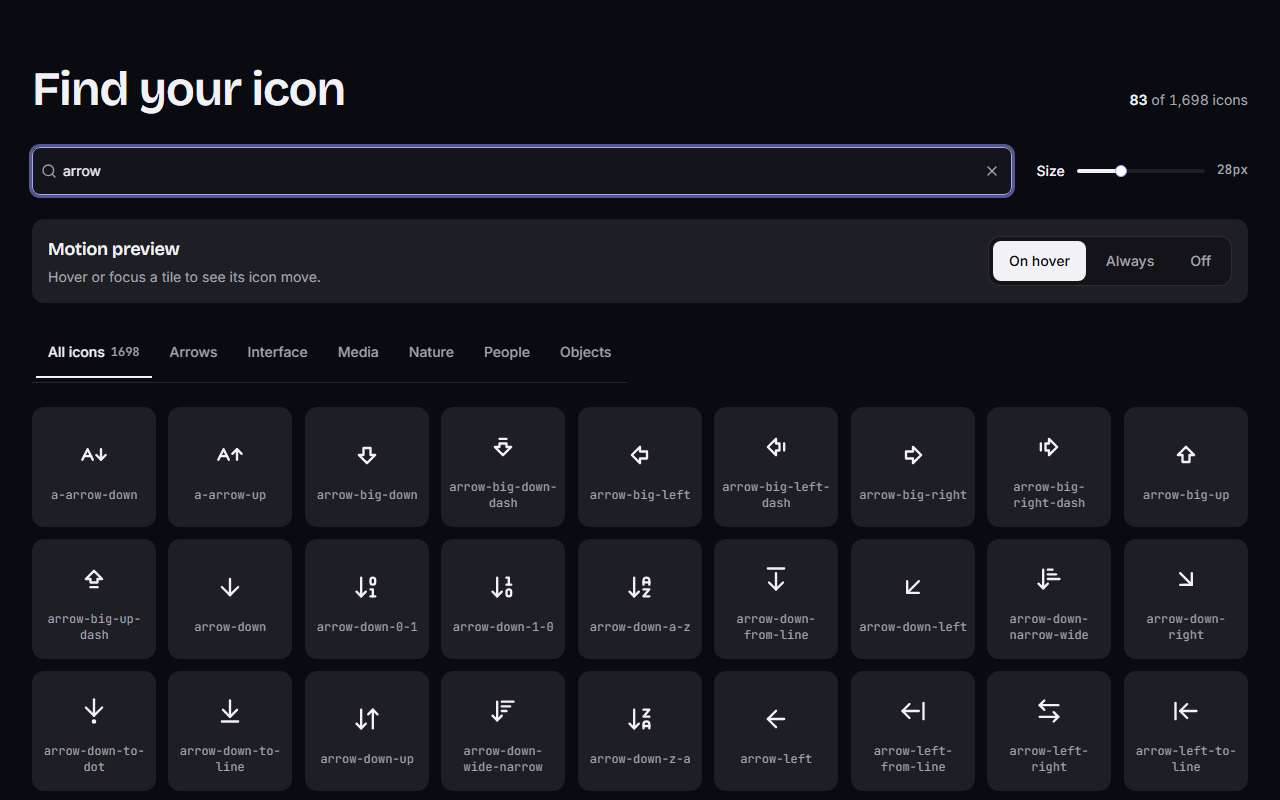 Find your icon
83 of 1,698 icons
arrow
Size
28px
Motion preview
Hover or focus a tile to see its icon move.
On hover
Always
Off
All icons 1698
Arrows
Interface
Media
Nature
People
Objects
a-arrow-down
a-arrow-up
arrow-big-down
arrow-big-down-
dash
arrow-big-left
arrow-big-left-
dash
arrow-big-right
arrow-big-
right-dash
arrow-big-up
arrow-big-up-
dash
arrow-down
arrow-down-0-1
arrow-down-1-0
arrow-down-a-z
arrow-down-
from-line
arrow-down-left
arrow-down-
narrow-wide
arrow-down-
right
arrow-down-to-
dot
arrow-down-to-
line
arrow-down-up
arrow-down-
wide-narrow
arrow-down-z-a
arrow-left
arrow-left-
from-line
arrow-left-
right
arrow-left-to-
line